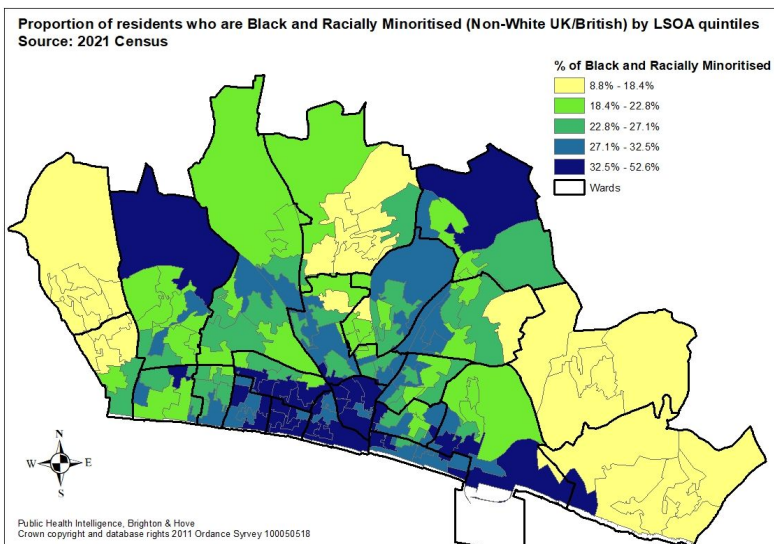 Proportion of residents who are Black and Racially Minoritised (Non-White UK/British) by LSOA quintiles
Source: 2021 Census
% of Black and Racially Minoritised
8.8% - 18.4%
18.4% - 22.8%
22.8% - 27.1%
27.1% - 32.5%
32.5% - 52.6%
Wards
N
W E
S
Public Health Intelligence, Brighton & Hove
Crown copyright and database rights 2011 Ordance Syrvey 100050518